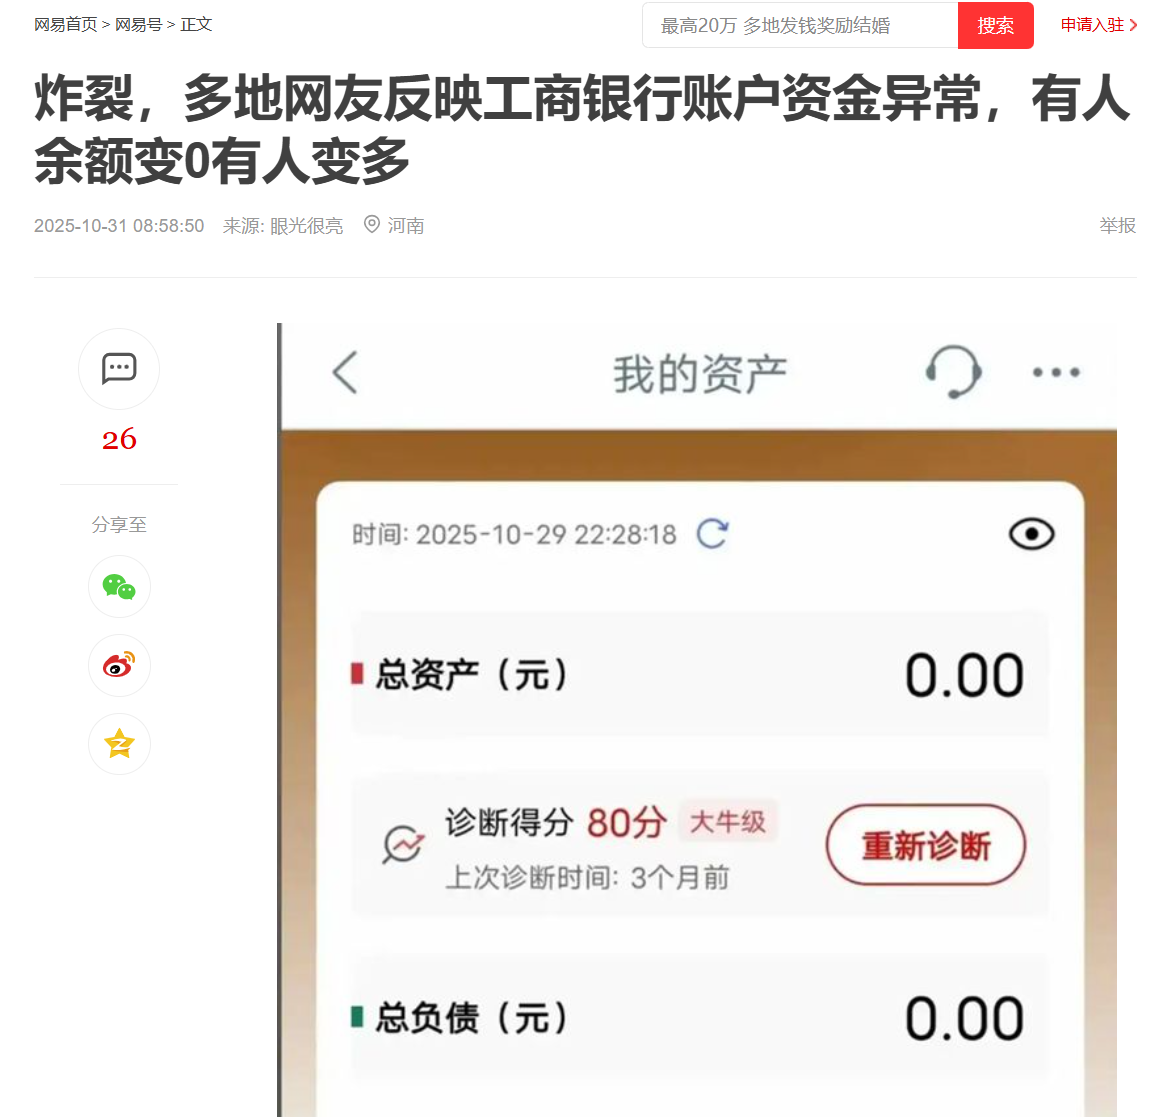 网易首页 > 网易号 > 正文
最高20万 多地发钱奖励结婚
搜索
申请入驻
炸裂，多地网友反映工商银行账户资金异常，有人
余额变0有人变多
2025-10-31 08:58:50 来源: 眼光很亮 河南
举报
26
分享至
我的资产
时间: 2025-10-29 22:28:18
总资产（元）
0.00
诊断得分 80分 大牛级
上次诊断时间: 3个月前
重新诊断
总负债（元）
0.00